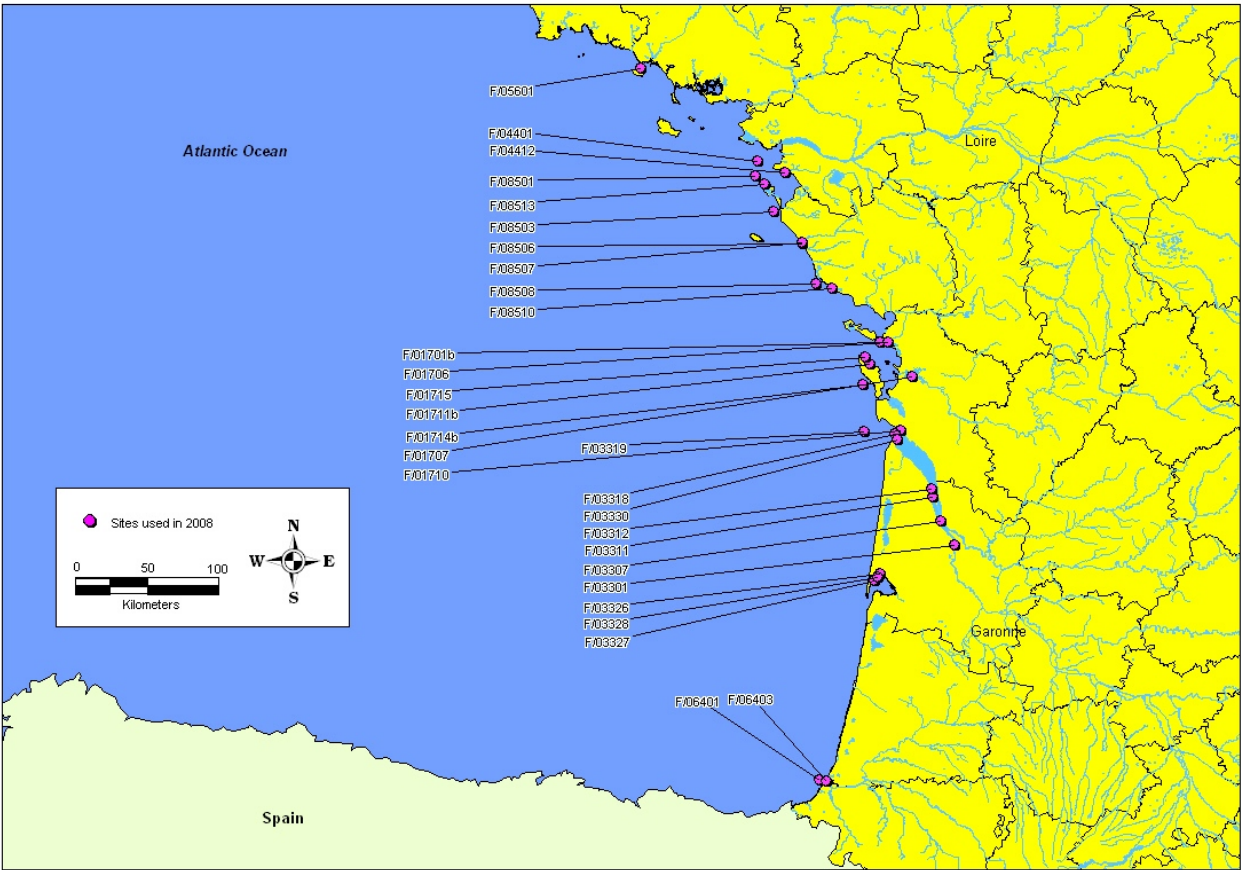 F/05601
F/04401
F/04412
Atlantic Ocean
Loire
F/08501
F/08513
F/08503
F/08506
F/08507
F/08508
F/08510
F/01701b
F/01706
F/01715
F/01711b
F/01714b
F/01707
F/01710
F/03319
F/03318
F/03330
F/03312
F/03311
F/03307
F/03301
F/03326
F/03328
F/03327
Sites used in 2008
N
W E
S
0 50 100
Kilometers
Garonne
F/06401 F/06403
Spain